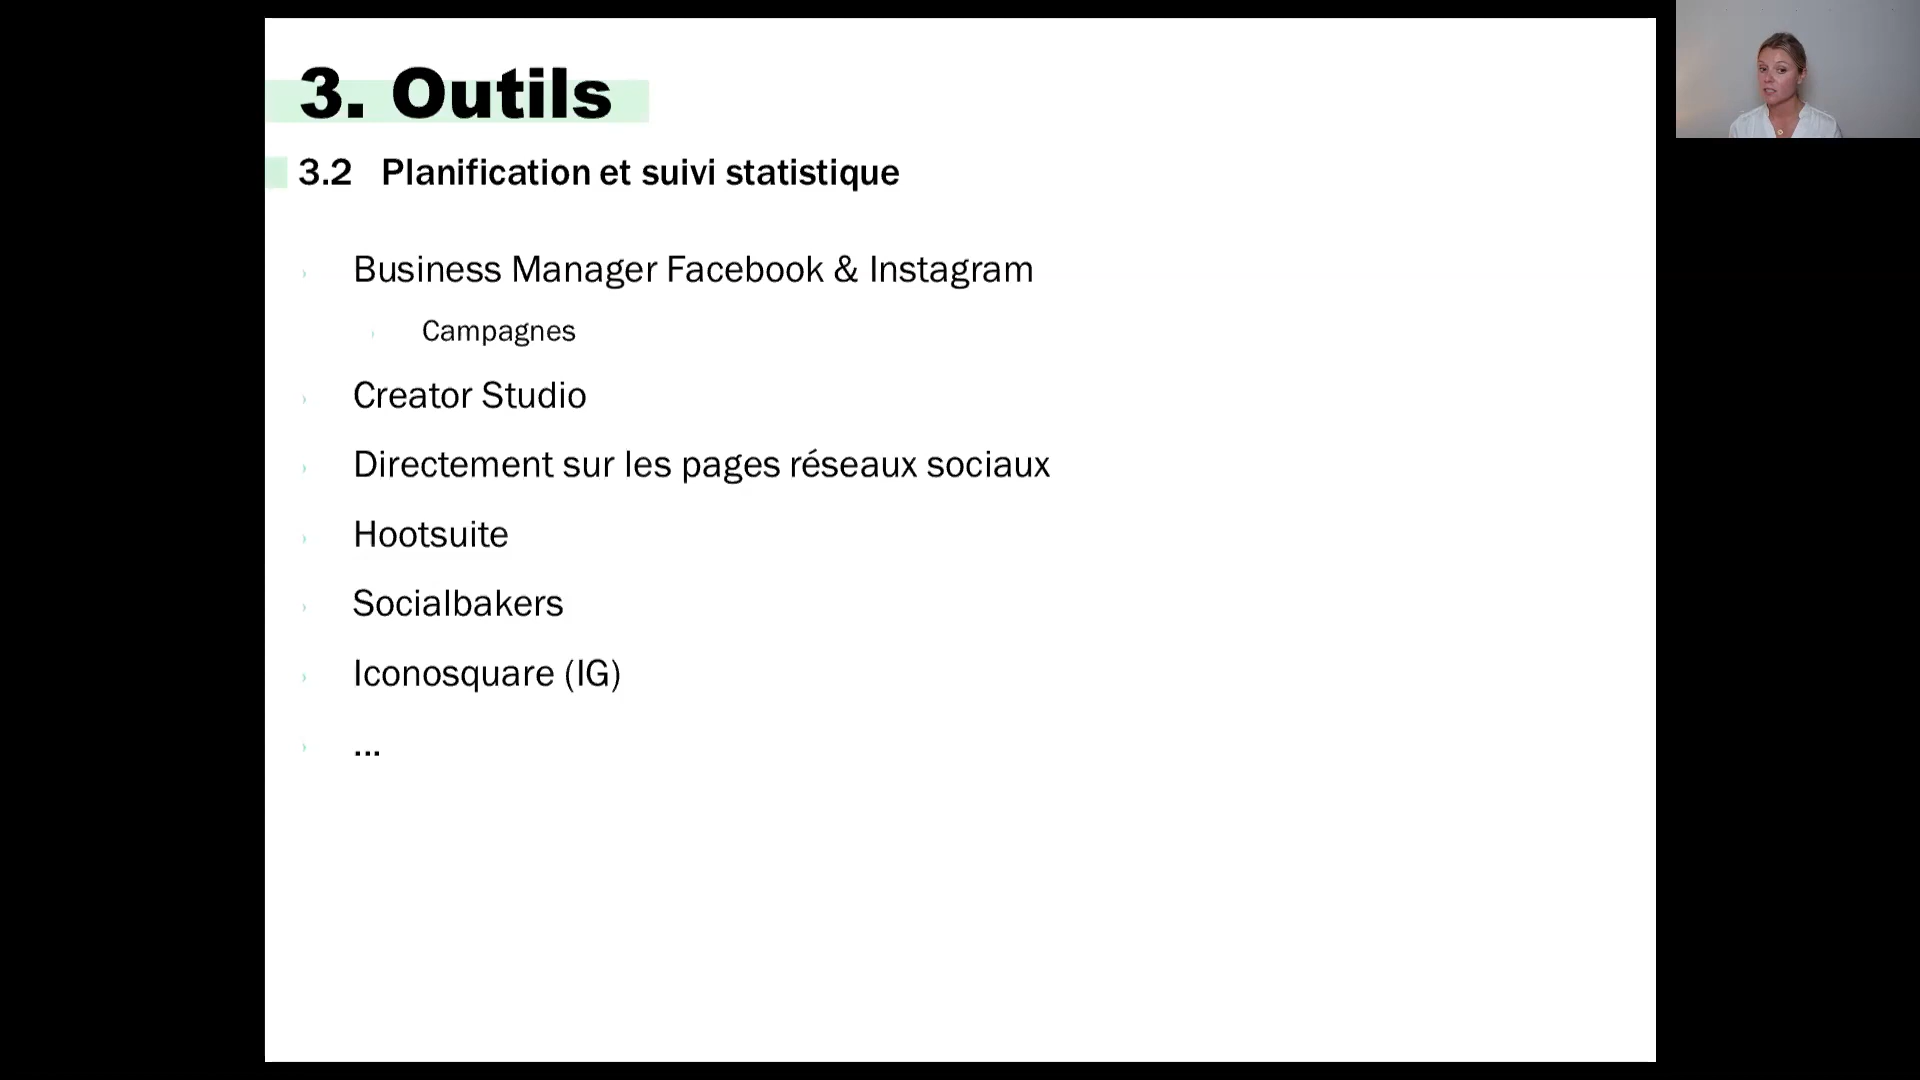 3. Outils
3.2 Planification et suivi statistique
Business Manager Facebook & Instagram
Campagnes
Creator Studio
Directement sur les pages réseaux sociaux
Hootsuite
Socialbakers
Iconosquare (IG)
...